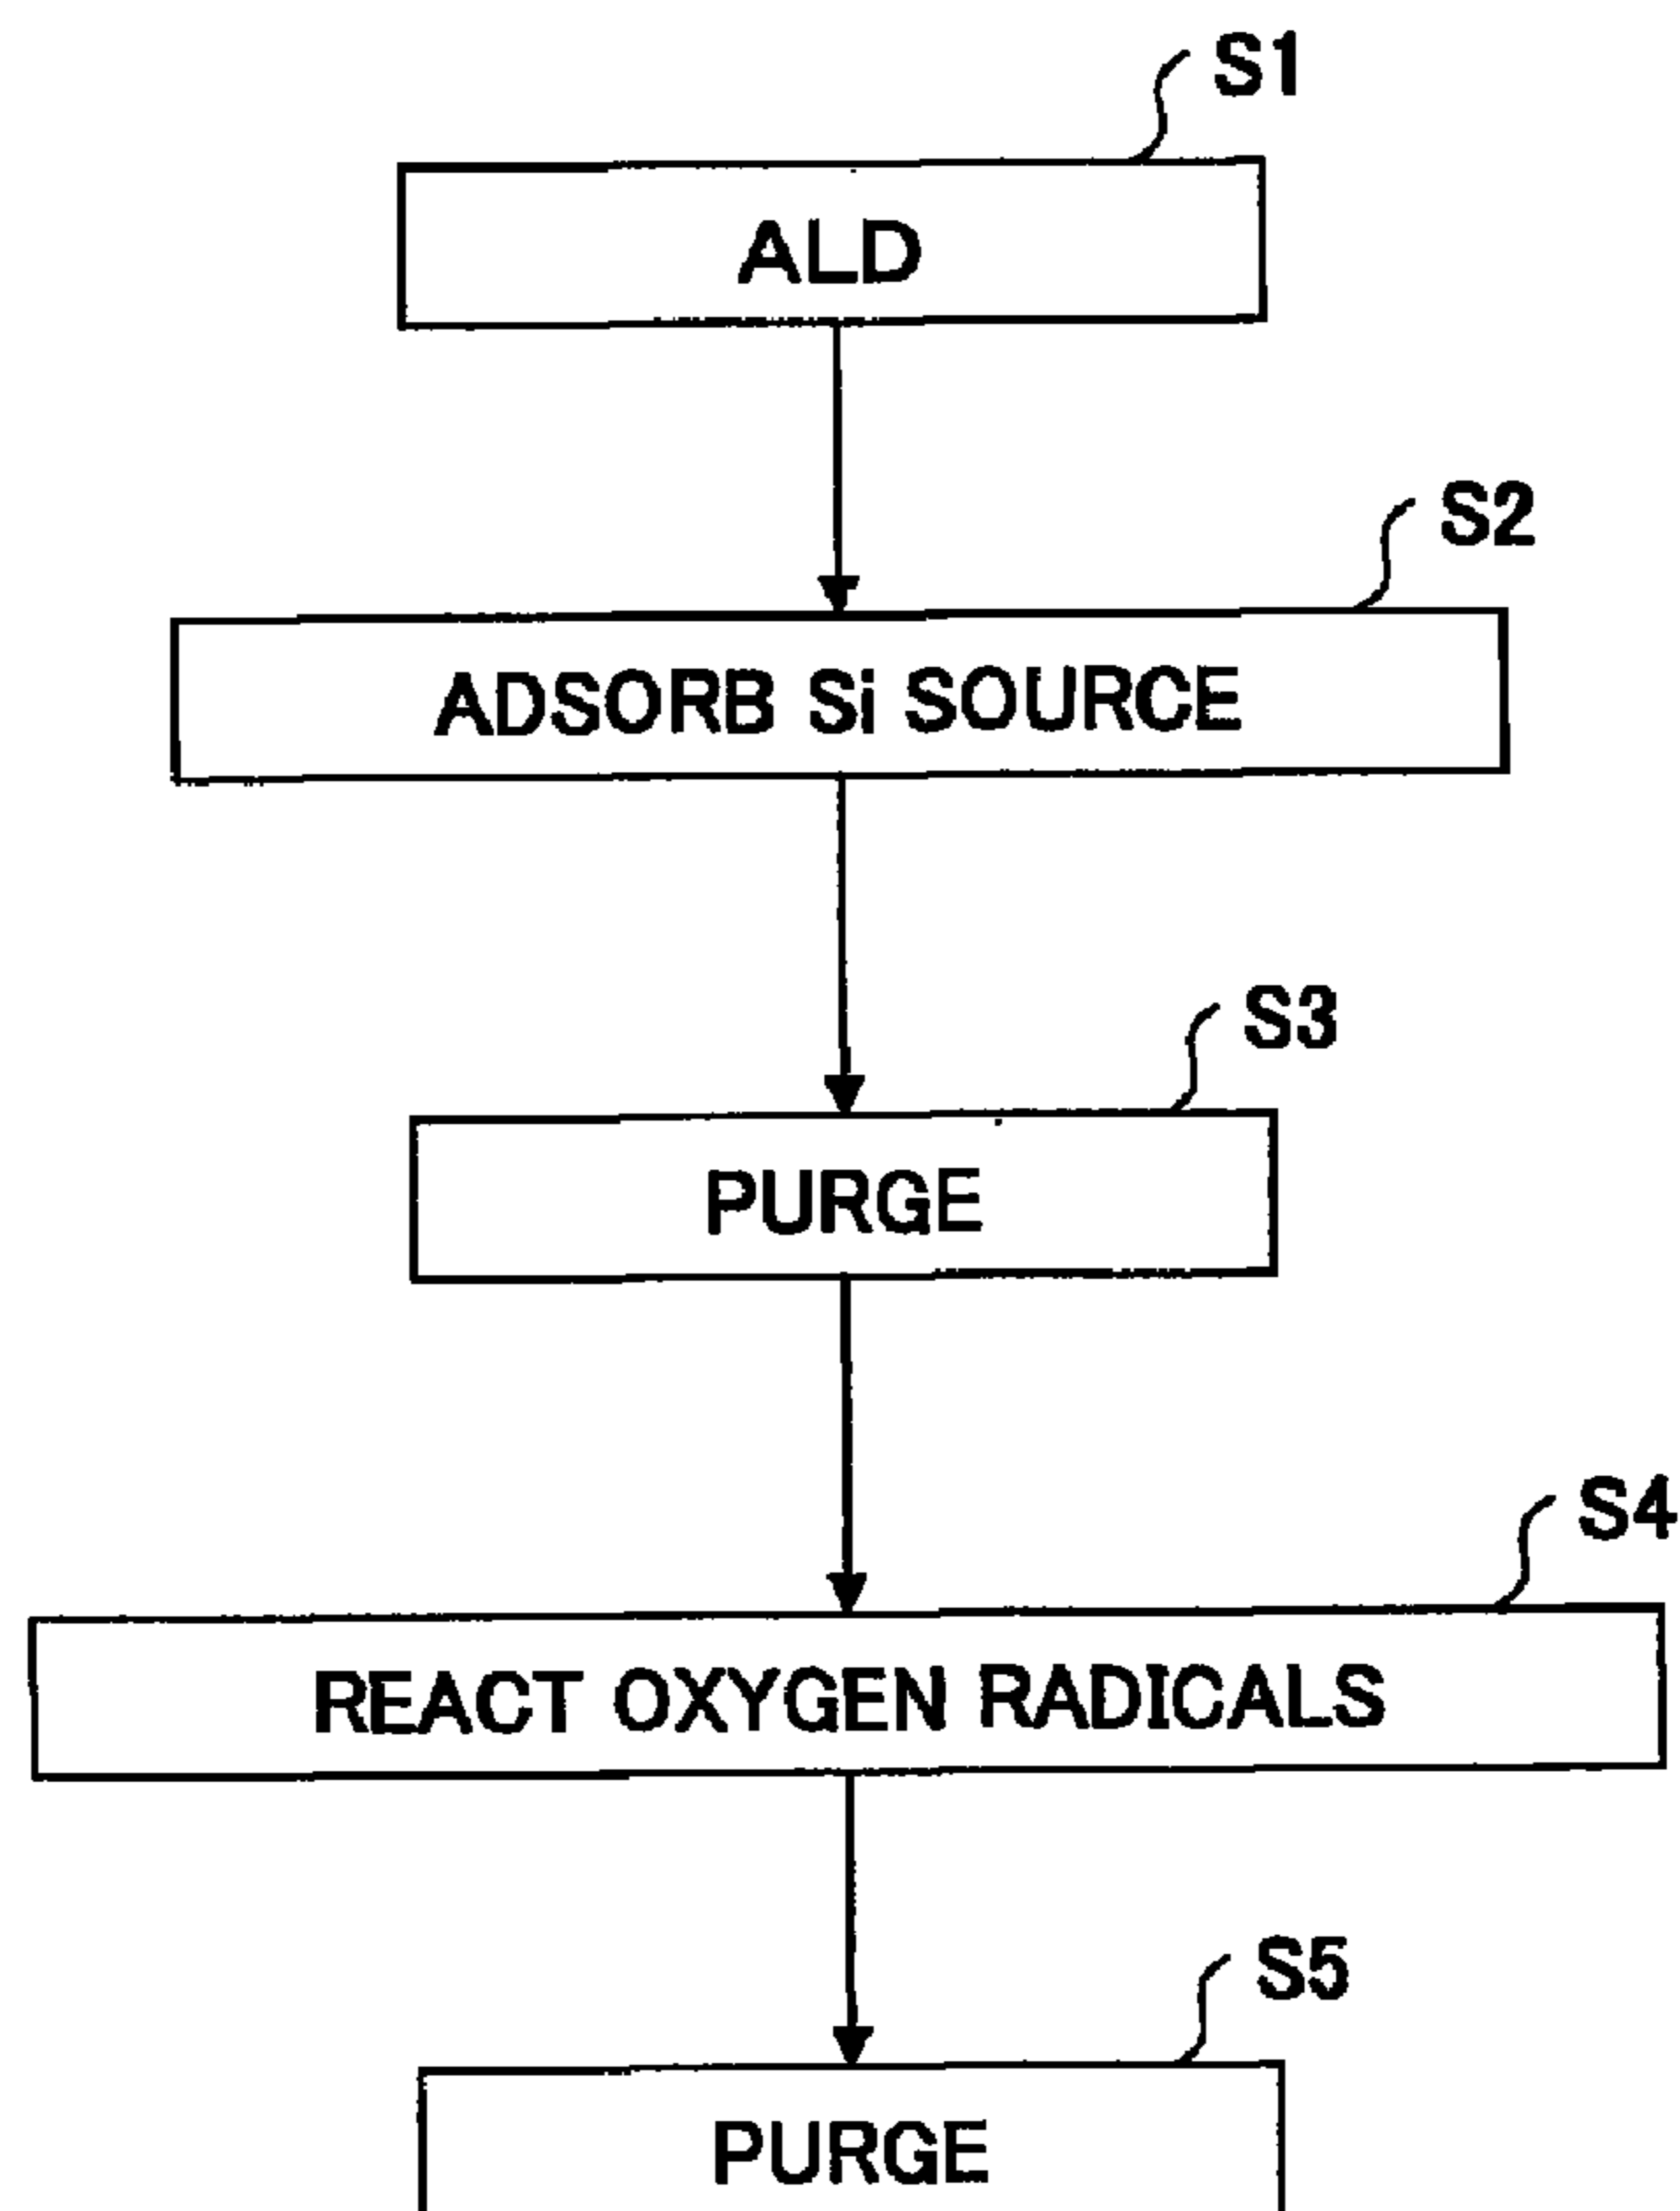 S1
ALD
S2
ADSORB Si SOURCE
S3
PURGE
S4
REACT OXYGEN RADICALS
S5
PURGE